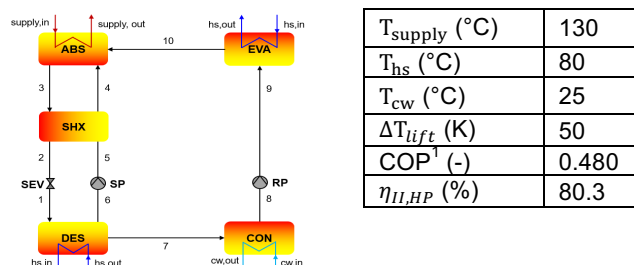 supply,in
supply, out
hs,out
hs,in
ABS
10
EVA
3
4
9
SHX
2
5
SEV
SP
RP
1
6
8
DES
7
CON
hs,in
hs,out
cw,out
cw,in
T_supply (°C) 130
T_hs (°C) 80
T_cw (°C) 25
ΔT_lift (K) 50
COP¹ (-) 0.480
η_II,HP (%) 80.3